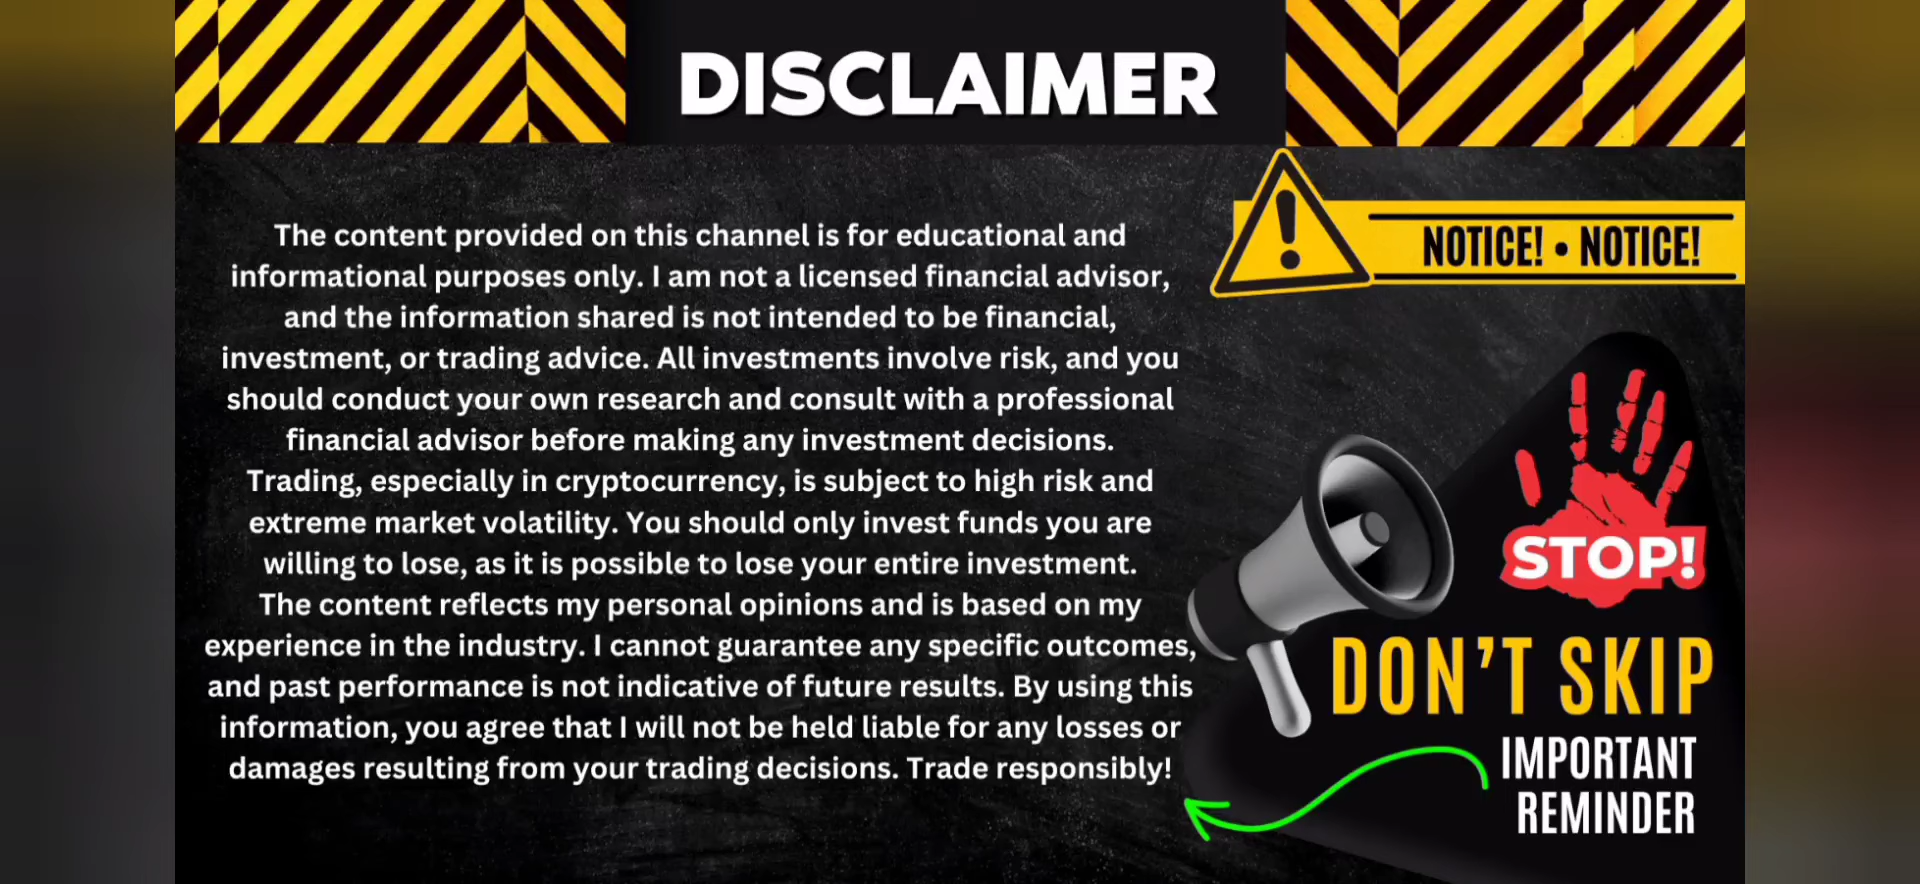 DISCLAIMER
NOTICE! • NOTICE!
The content provided on this channel is for educational and
informational purposes only. I am not a licensed financial advisor,
and the information shared is not intended to be financial,
investment, or trading advice. All investments involve risk, and you
should conduct your own research and consult with a professional
financial advisor before making any investment decisions.
Trading, especially in cryptocurrency, is subject to high risk and
extreme market volatility. You should only invest funds you are
willing to lose, as it is possible to lose your entire investment.
The content reflects my personal opinions and is based on my
experience in the industry. I cannot guarantee any specific outcomes,
and past performance is not indicative of future results. By using this
information, you agree that I will not be held liable for any losses or
damages resulting from your trading decisions. Trade responsibly!
STOP!
DON'T SKIP
IMPORTANT
REMINDER